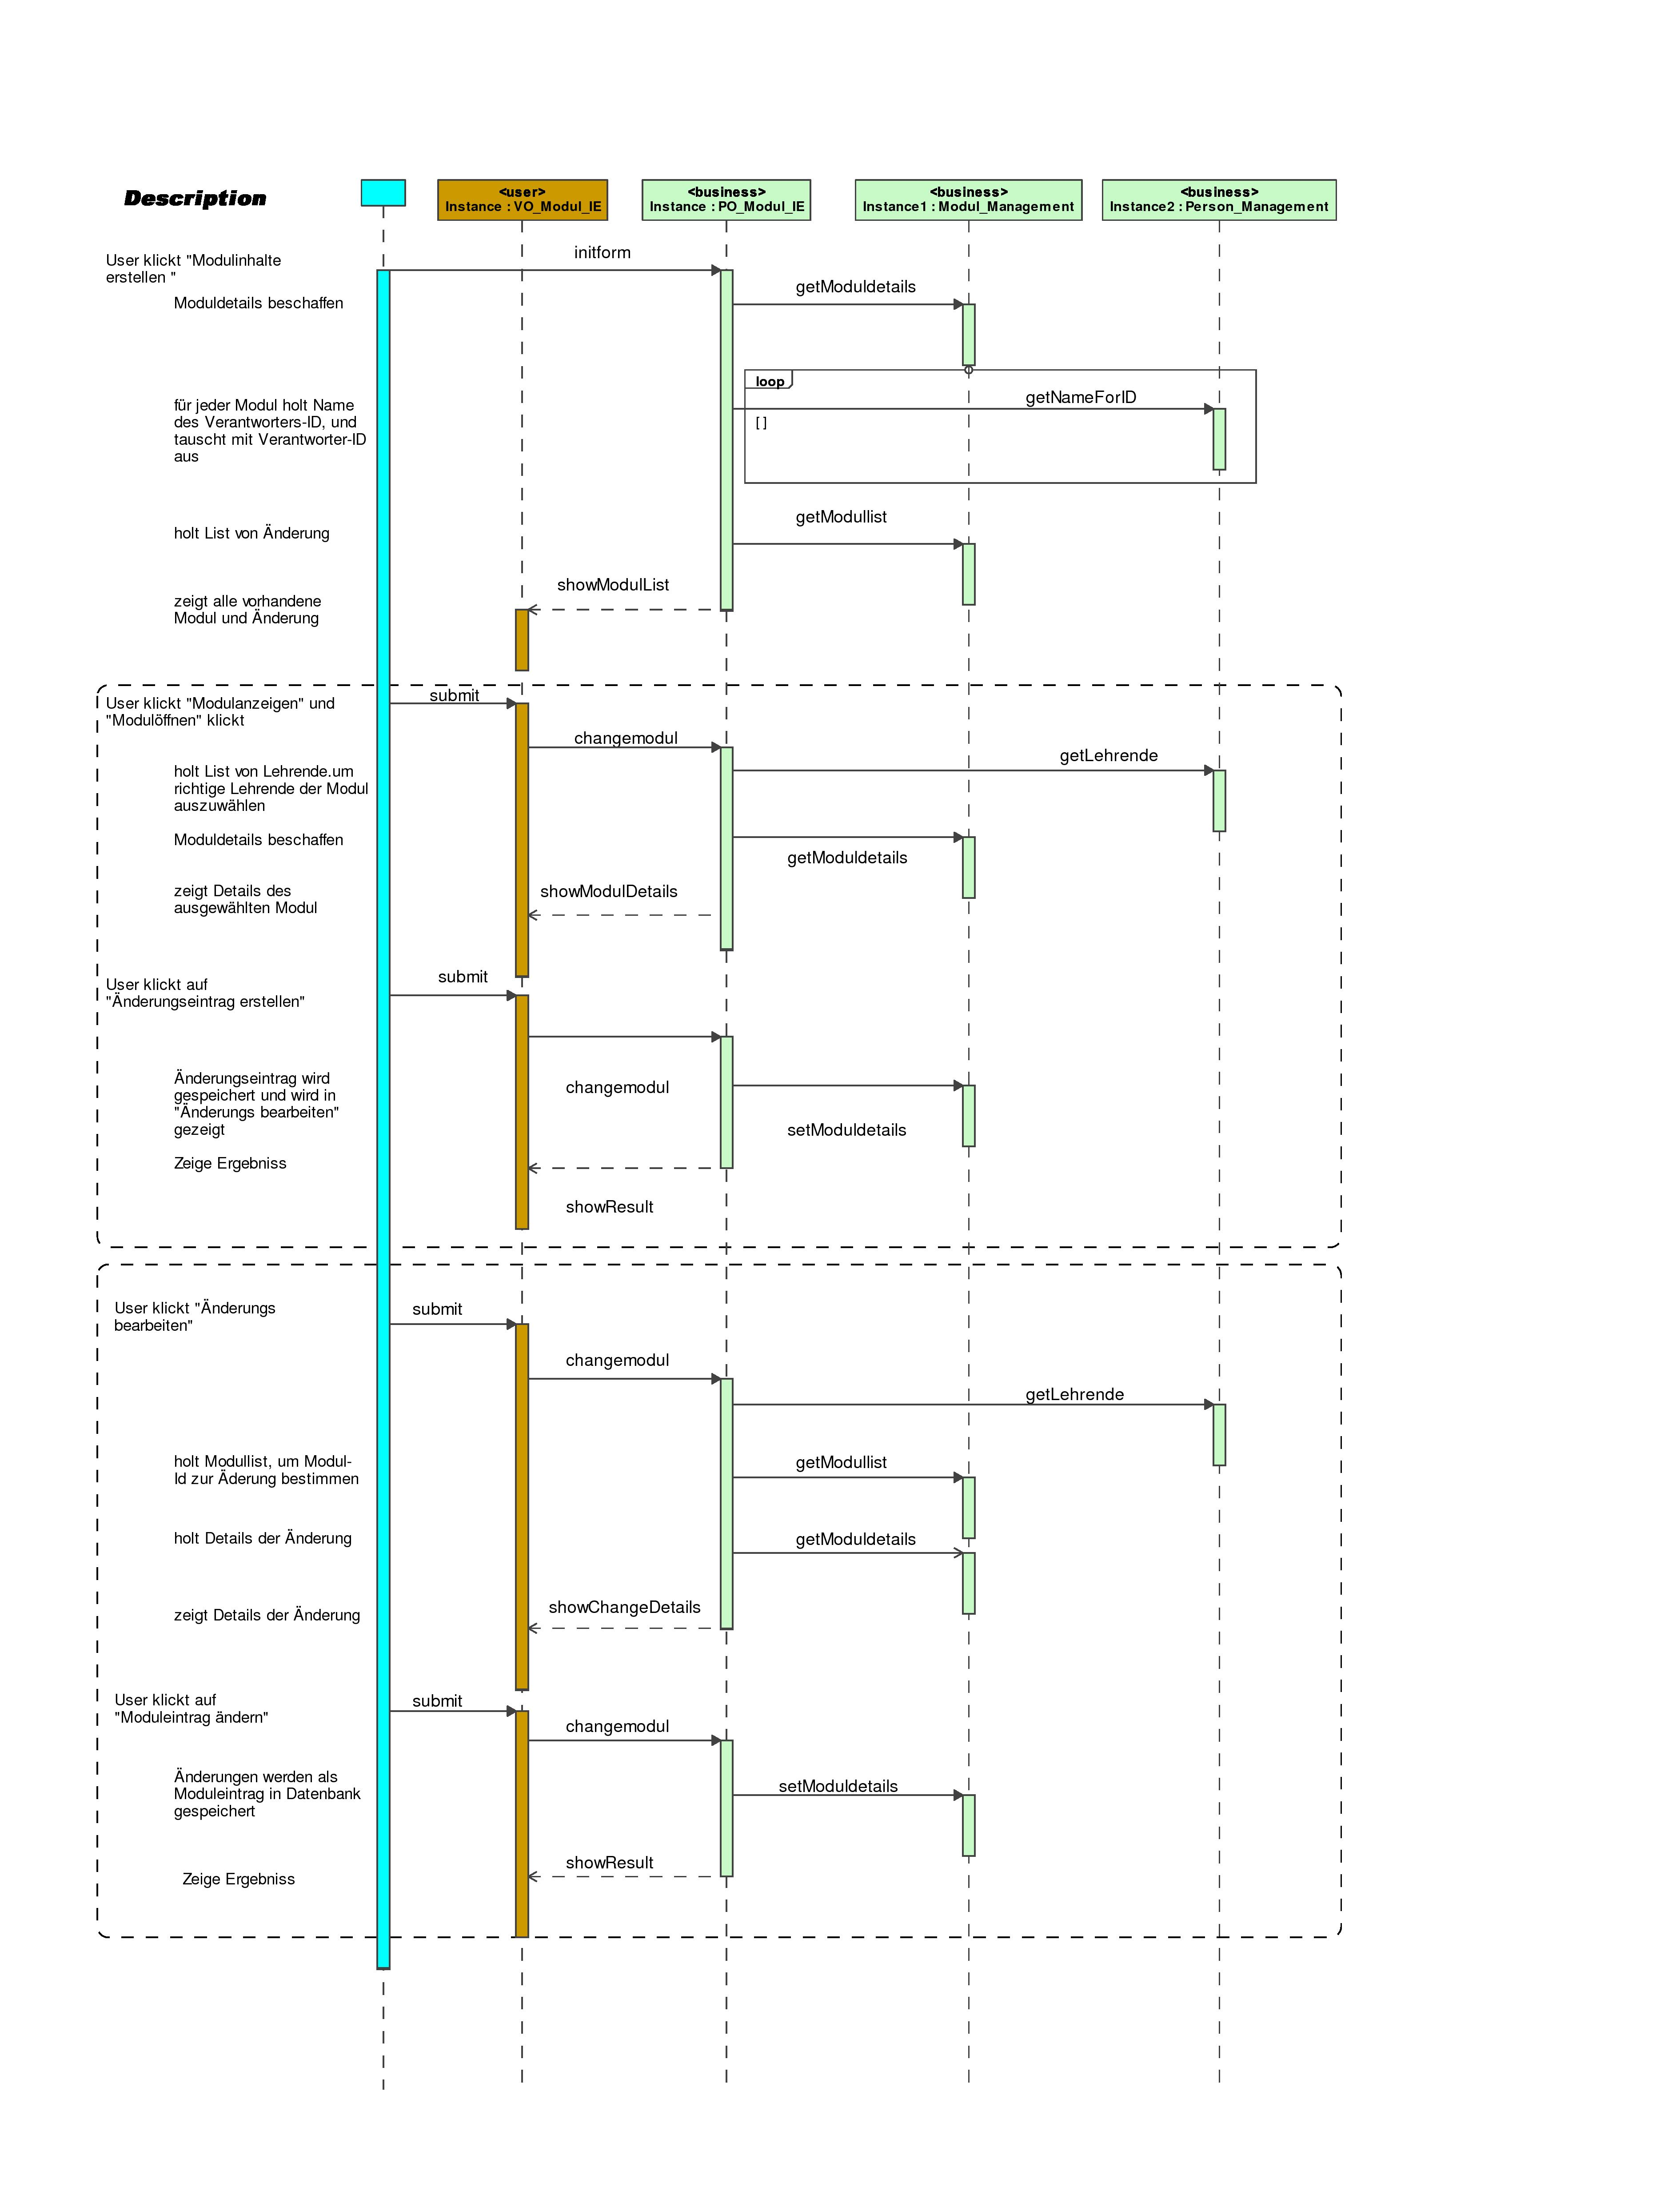 Description
<user>
Instance : VO_Modul_IE
<business>
Instance : PO_Modul_IE
<business>
Instance1 : Modul_Management
<business>
Instance2 : Person_Management
initform
User klickt "Modulinhalte
erstellen "
getModuldetails
Moduldetails beschaffen
loop
getNameForID
[ ]
für jeder Modul holt Name
des Verantworters-ID, und
tauscht mit Verantworter-ID
aus
getModullist
holt List von Änderung
showModulList
zeigt alle vorhandene
Modul und Änderung
submit
User klickt "Modulanzeigen" und
"Modulöffnen" klickt
changemodul
getLehrende
holt List von Lehrende.um
richtige Lehrende der Modul
auszuwählen
Moduldetails beschaffen
getModuldetails
showModulDetails
zeigt Details des
ausgewählten Modul
submit
User klickt auf
"Änderungseintrag erstellen"
changemodul
Änderungseintrag wird
gespeichert und wird in
"Änderungs bearbeiten"
gezeigt
setModuldetails
Zeige Ergebniss
showResult
User klickt "Änderungs
bearbeiten"
submit
changemodul
getLehrende
holt Modullist, um Modul-
Id zur Äderung bestimmen
getModullist
holt Details der Änderung
getModuldetails
showChangeDetails
zeigt Details der Änderung
User klickt auf
"Moduleintrag ändern"
submit
changemodul
Änderungen werden als
Moduleintrag in Datenbank
gespeichert
setModuldetails
showResult
Zeige Ergebniss